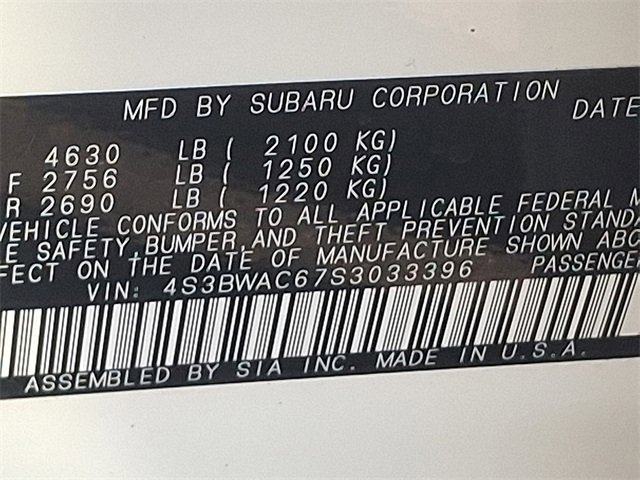 MFD BY SUBARU CORPORATION DATE
4630 LB ( 2100 KG)
F 2756 LB ( 1250 KG)
R 2690 LB ( 1220 KG)
VEHICLE CONFORMS TO ALL APPLICABLE FEDERAL M
E SAFETY,BUMPER,AND THEFT PREVENTION STANDA
FECT ON THE DATE OF MANUFACTURE SHOWN ABO
VIN: 4S3BWAC67S3033396 PASSENGER
ASSEMBLED BY SIA INC. MADE IN U.S.A.